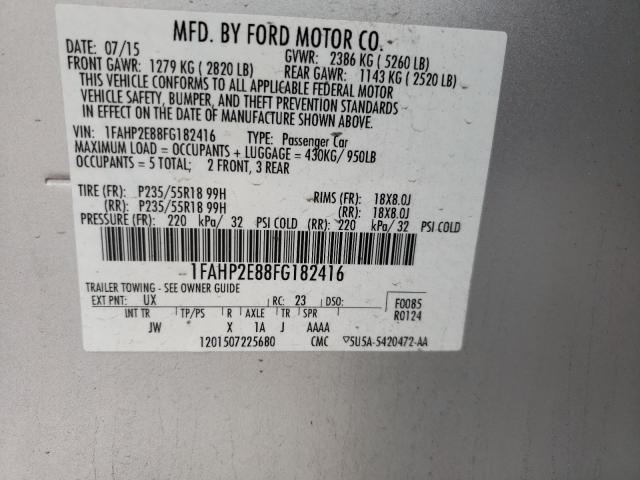 MFD. BY FORD MOTOR CO.
DATE: 07/15 GVWR: 2386 KG ( 5260 LB)
FRONT GAWR: 1279 KG ( 2820 LB) REAR GAWR: 1143 KG ( 2520 LB)
THIS VEHICLE CONFORMS TO ALL APPLICABLE FEDERAL MOTOR
VEHICLE SAFETY, BUMPER, AND THEFT PREVENTION STANDARDS
IN EFFECT ON THE DATE OF MANUFACTURE SHOWN ABOVE.
VIN: 1FAHP2E88FG182416 TYPE: Passenger Car
MAXIMUM LOAD = OCCUPANTS + LUGGAGE = 430KG/ 950LB
OCCUPANTS = 5 TOTAL; 2 FRONT, 3 REAR
TIRE (FR): P235/55R18 99H RIMS (FR): 18X8.0J
(RR): P235/55R18 99H (RR): 18X8.0J
PRESSURE (FR): 220 kPa/ 32 PSI COLD (RR): 220 kPa/ 32 PSI COLD
1FAHP2E88FG182416
TRAILER TOWING - SEE OWNER GUIDE
EXT PNT: UX RC: 23 DSO: F0085
INT TR TP/PS R AXLE TR SPR R0124
JW X 1A J AAAA
1201507225680 CMC 5U5A-5420472-AA